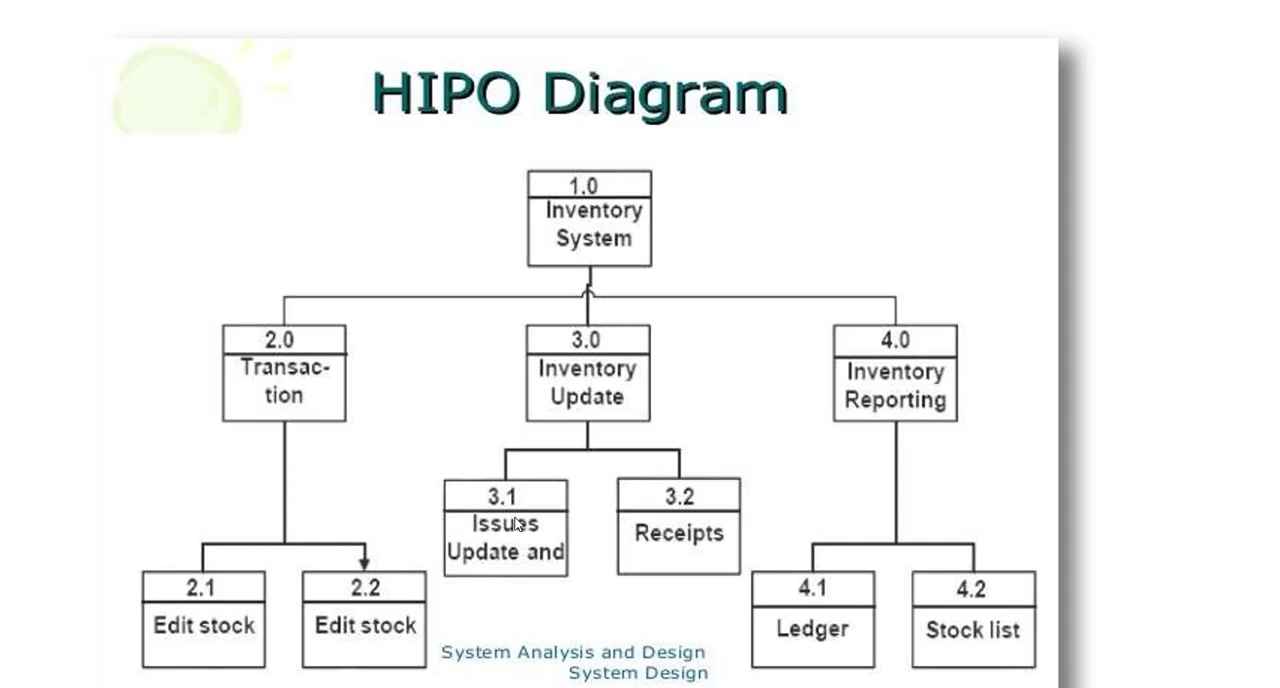 HIPO Diagram
1.0
Inventory
System
2.0
Transac-
tion
3.0
Inventory
Update
4.0
Inventory
Reporting
3.1
Issues
Update and
3.2
Receipts
2.1
Edit stock
2.2
Edit stock
4.1
Ledger
4.2
Stock list
System Analysis and Design
System Design